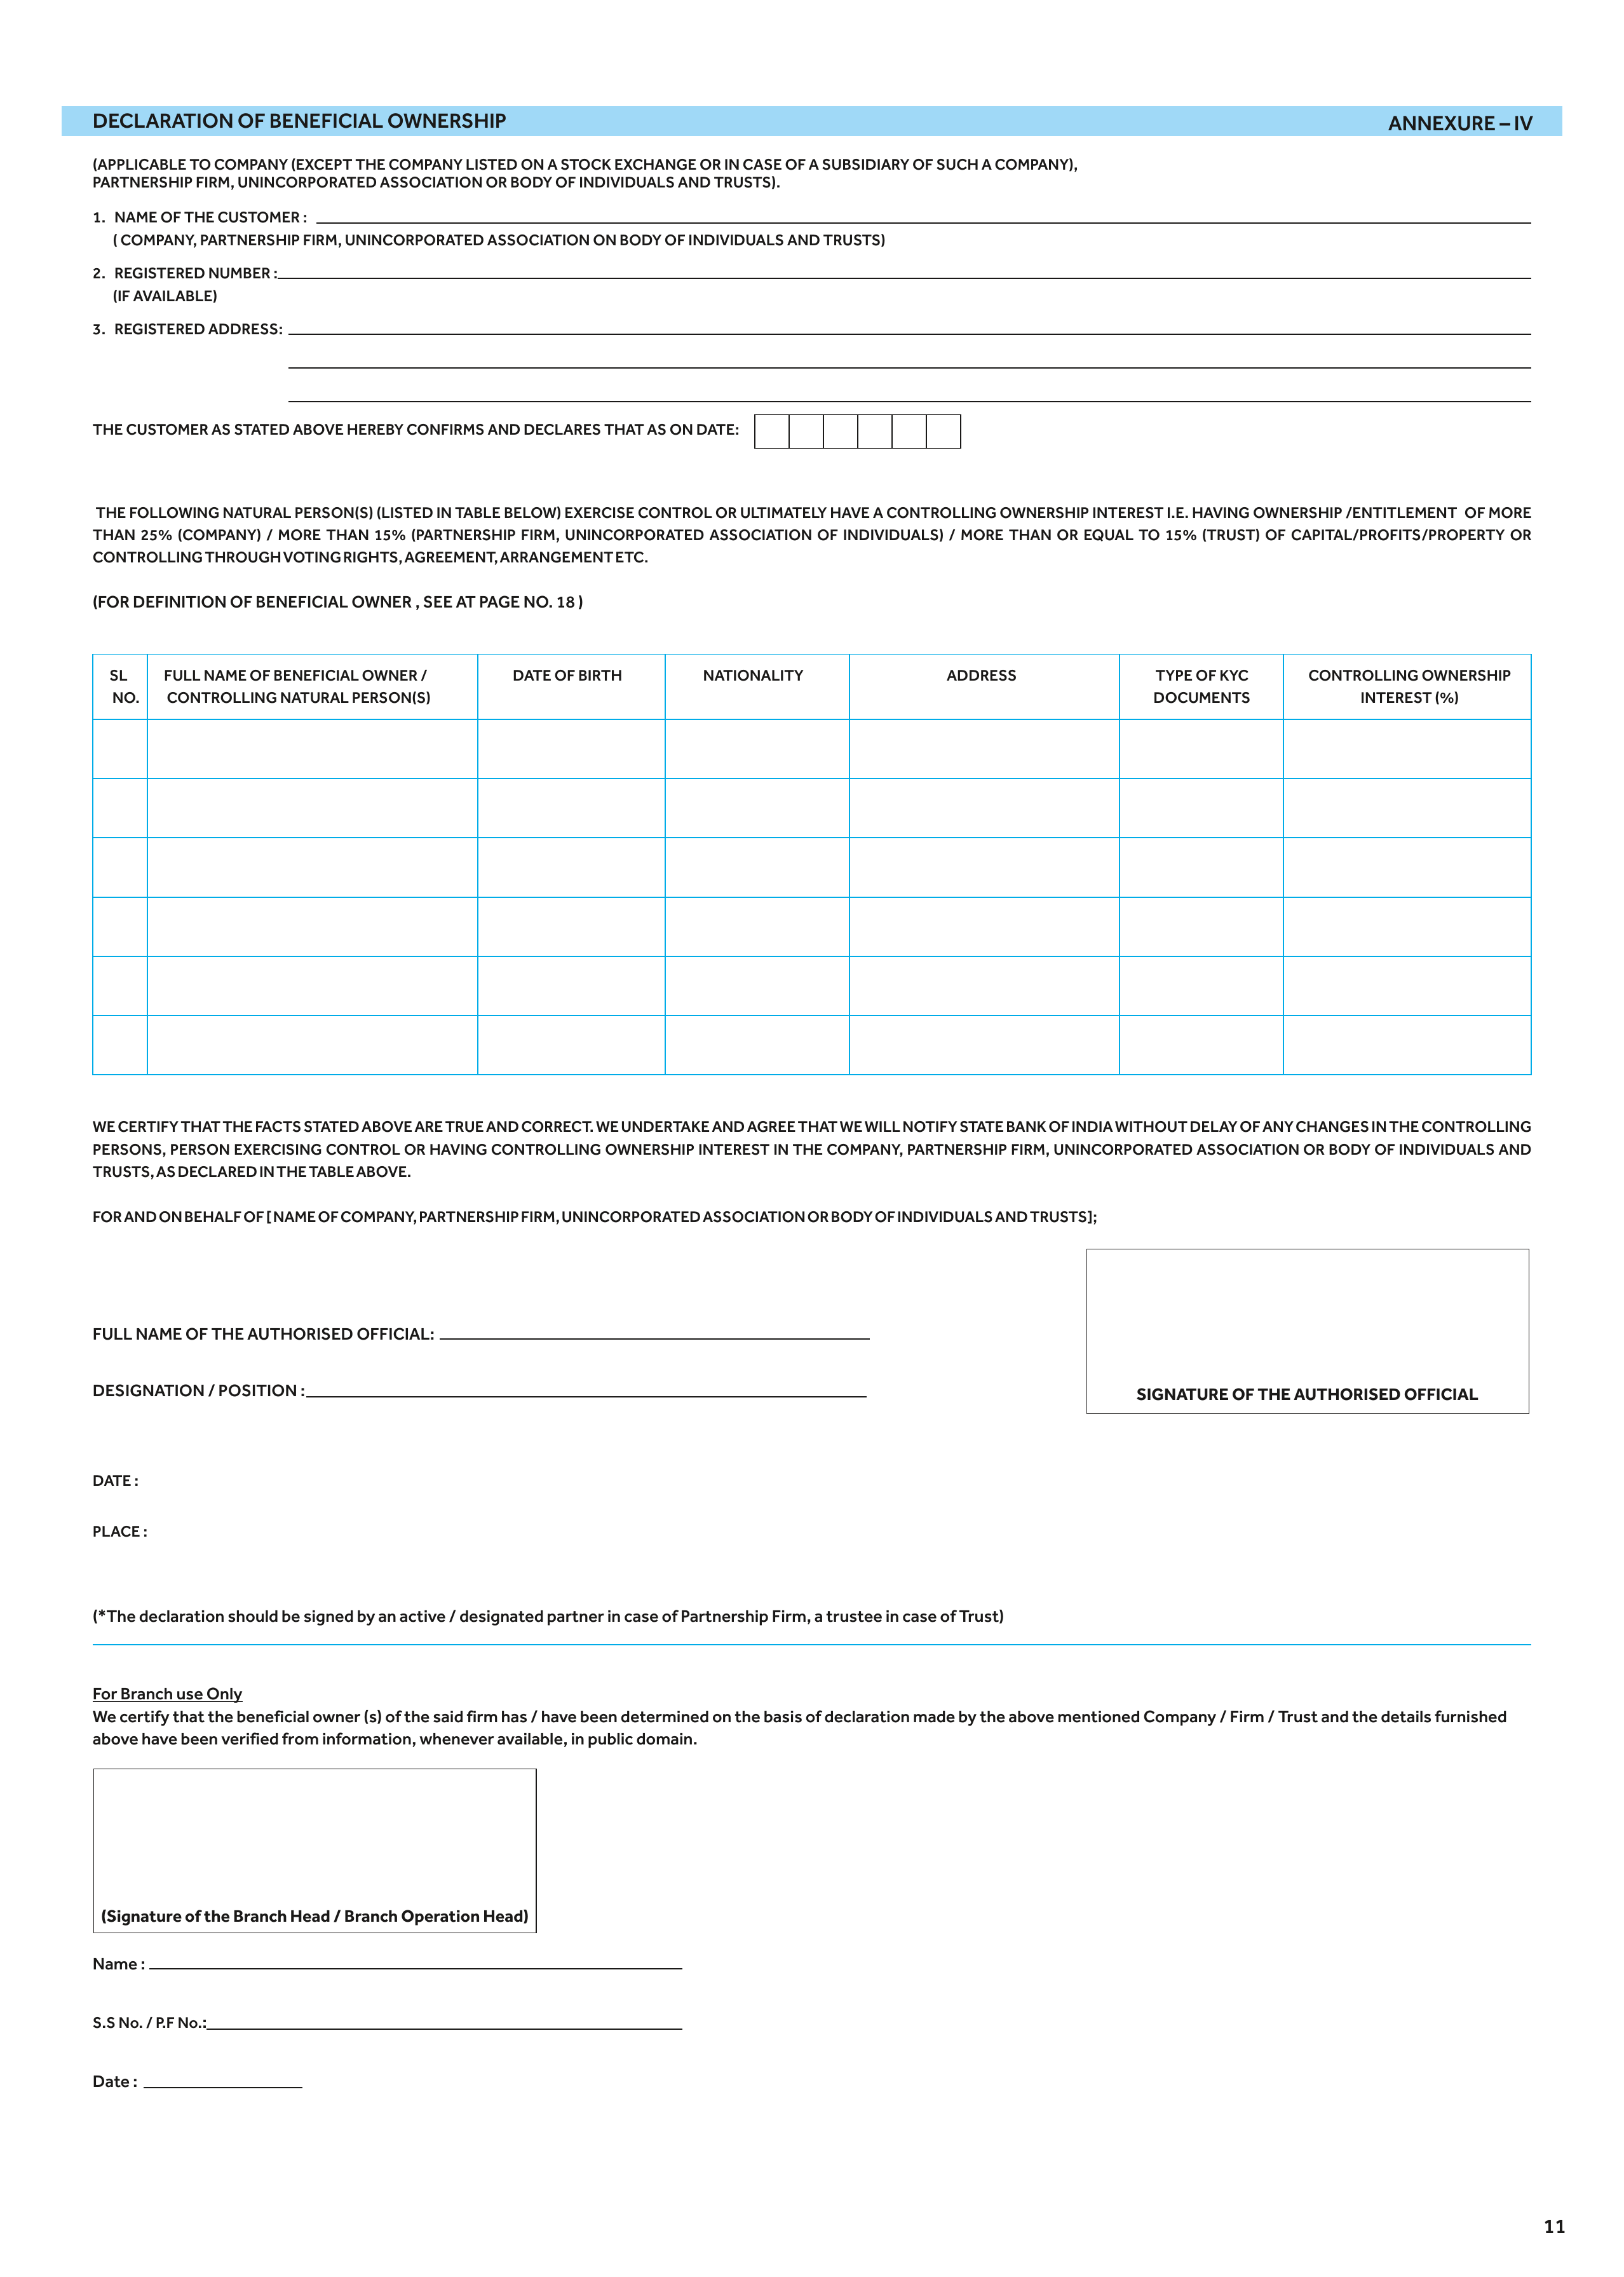 DECLARATION OF BENEFICIAL OWNERSHIP
ANNEXURE – IV
(APPLICABLE TO COMPANY (EXCEPT THE COMPANY LISTED ON A STOCK EXCHANGE OR IN CASE OF A SUBSIDIARY OF SUCH A COMPANY),
PARTNERSHIP FIRM, UNINCORPORATED ASSOCIATION OR BODY OF INDIVIDUALS AND TRUSTS).
1. NAME OF THE CUSTOMER :
( COMPANY, PARTNERSHIP FIRM, UNINCORPORATED ASSOCIATION ON BODY OF INDIVIDUALS AND TRUSTS)
2. REGISTERED NUMBER :
(IF AVAILABLE)
3. REGISTERED ADDRESS:
THE CUSTOMER AS STATED ABOVE HEREBY CONFIRMS AND DECLARES THAT AS ON DATE:
THE FOLLOWING NATURAL PERSON(S) (LISTED IN TABLE BELOW) EXERCISE CONTROL OR ULTIMATELY HAVE A CONTROLLING OWNERSHIP INTEREST I.E. HAVING OWNERSHIP /ENTITLEMENT OF MORE
THAN 25% (COMPANY) / MORE THAN 15% (PARTNERSHIP FIRM, UNINCORPORATED ASSOCIATION OF INDIVIDUALS) / MORE THAN OR EQUAL TO 15% (TRUST) OF CAPITAL/PROFITS/PROPERTY OR
CONTROLLING THROUGH VOTING RIGHTS, AGREEMENT, ARRANGEMENT ETC.
(FOR DEFINITION OF BENEFICIAL OWNER , SEE AT PAGE NO. 18 )
SL NO.
FULL NAME OF BENEFICIAL OWNER / CONTROLLING NATURAL PERSON(S)
DATE OF BIRTH
NATIONALITY
ADDRESS
TYPE OF KYC DOCUMENTS
CONTROLLING OWNERSHIP INTEREST (%)
WE CERTIFY THAT THE FACTS STATED ABOVE ARE TRUE AND CORRECT. WE UNDERTAKE AND AGREE THAT WE WILL NOTIFY STATE BANK OF INDIA WITHOUT DELAY OF ANY CHANGES IN THE CONTROLLING
PERSONS, PERSON EXERCISING CONTROL OR HAVING CONTROLLING OWNERSHIP INTEREST IN THE COMPANY, PARTNERSHIP FIRM, UNINCORPORATED ASSOCIATION OR BODY OF INDIVIDUALS AND
TRUSTS, AS DECLARED IN THE TABLE ABOVE.
FOR AND ON BEHALF OF [ NAME OF COMPANY, PARTNERSHIP FIRM, UNINCORPORATED ASSOCIATION OR BODY OF INDIVIDUALS AND TRUSTS];
FULL NAME OF THE AUTHORISED OFFICIAL:
DESIGNATION / POSITION :
SIGNATURE OF THE AUTHORISED OFFICIAL
DATE :
PLACE :
(*The declaration should be signed by an active / designated partner in case of Partnership Firm, a trustee in case of Trust)
For Branch use Only
We certify that the beneficial owner (s) of the said firm has / have been determined on the basis of declaration made by the above mentioned Company / Firm / Trust and the details furnished
above have been verified from information, whenever available, in public domain.
(Signature of the Branch Head / Branch Operation Head)
Name :
S.S No. / P.F No.:
Date :
11